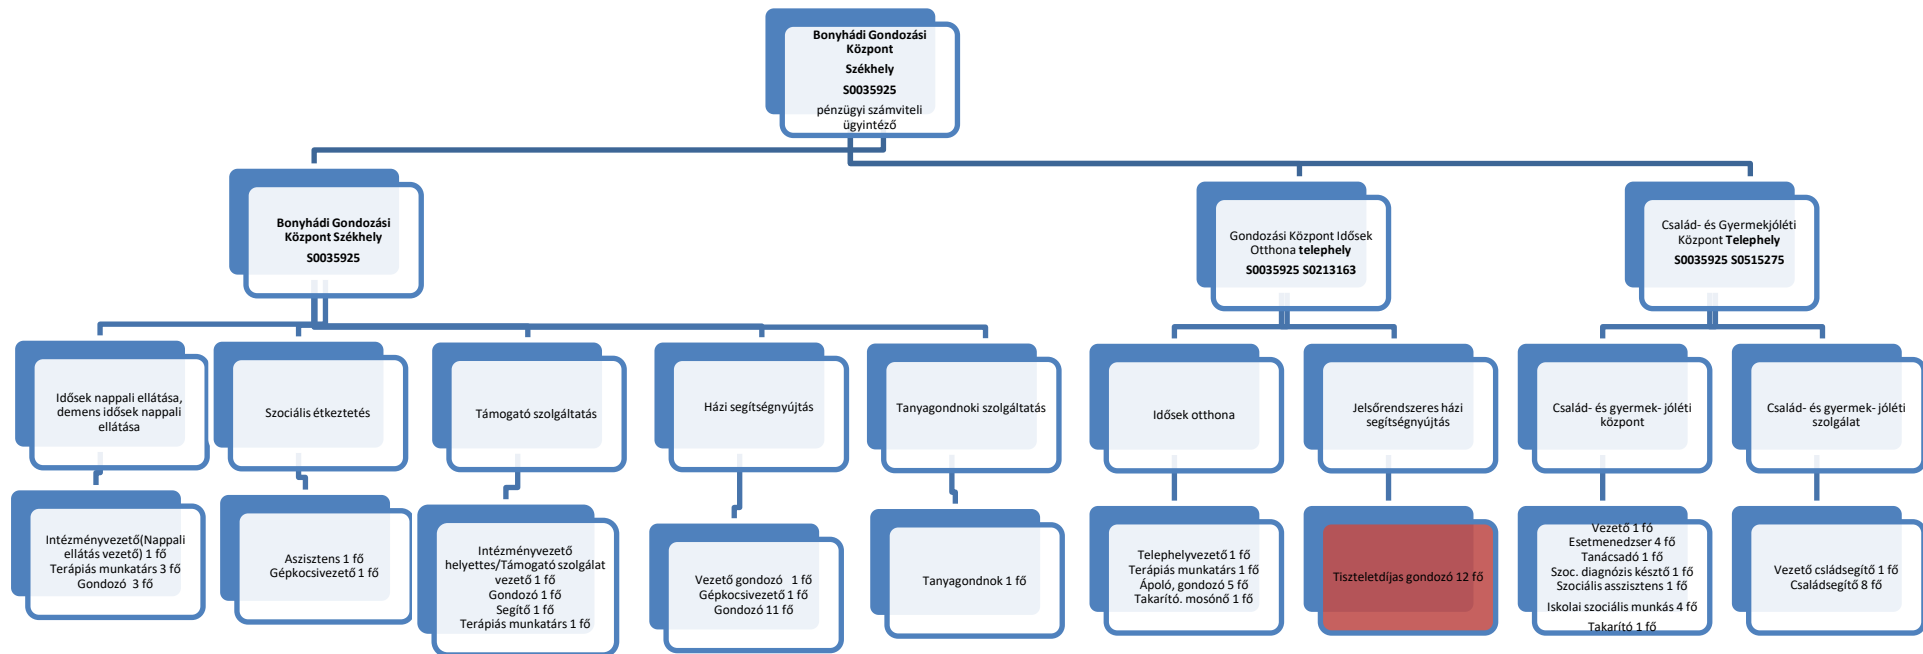 Bonyhádi Gondozási
Központ
Székhely
S0035925
pénzügyi számviteli
ügyintéző
Bonyhádi Gondozási
Központ Székhely
S0035925
Gondozási Központ Idősek
Otthona telephely
S0035925 S0213163
Család- és Gyermekjóléti
Központ Telephely
S0035925 S0515275
Idősek nappali ellátása,
demens idősek nappali
ellátása
Szociális étkeztetés
Támogató szolgáltatás
Házi segítségnyújtás
Tanyagondnoki szolgáltatás
Idősek otthona
Jelsőrendszeres házi
segítségnyújtás
Család- és gyermek- jóléti
központ
Család- és gyermek- jóléti
szolgálat
Intézményvezető(Nappali
ellátás vezető) 1 fő
Terápiás munkatárs 3 fő
Gondozó 3 fő
Aszisztens 1 fő
Gépkocsivezető 1 fő
Intézményvezető
helyettes/Támogató szolgálat
vezető 1 fő
Gondozó 1 fő
Segítő 1 fő
Terápiás munkatárs 1 fő
Vezető gondozó 1 fő
Gépkocsivezető 1 fő
Gondozó 11 fő
Tanyagondnok 1 fő
Telephelyvezető 1 fő
Terápiás munkatárs 1 fő
Ápoló, gondozó 5 fő
Takarító. mosónő 1 fő
Tiszteletdíjas gondozó 12 fő
Vezető 1 fó
Esetmenedzser 4 fő
Tanácsadó 1 fő
Szoc. diagnózis késztő 1 fő
Szociális asszisztens 1 fő
Iskolai szociális munkás 4 fő
Takarító 1 fő
Vezető csládsegítő 1 fő
Családsegítő 8 fő